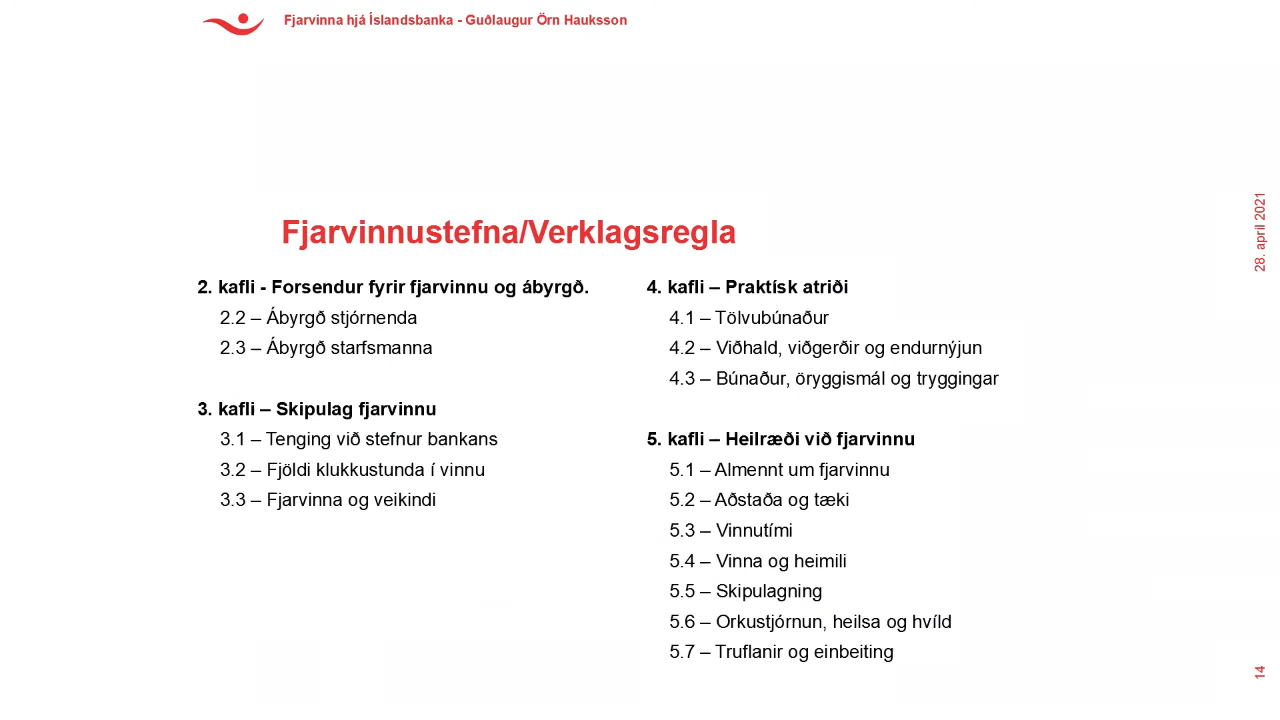 Fjarvinna hjá Íslandsbanka - Guðlaugur Örn Hauksson
Fjarvinnustefna/Verklagsregla
2. kafli - Forsendur fyrir fjarvinnu og ábyrgð.
2.2 – Ábyrgð stjórnenda
2.3 – Ábyrgð starfsmanna
3. kafli – Skipulag fjarvinnu
3.1 – Tenging við stefnur bankans
3.2 – Fjöldi klukkustunda í vinnu
3.3 – Fjarvinna og veikindi
4. kafli – Praktísk atriði
4.1 – Tölvubúnaður
4.2 – Viðhald, viðgerðir og endurnýjun
4.3 – Búnaður, öryggismál og tryggingar
5. kafli – Heilræði við fjarvinnu
5.1 – Almennt um fjarvinnu
5.2 – Aðstaða og tæki
5.3 – Vinnutími
5.4 – Vinna og heimili
5.5 – Skipulagning
5.6 – Orkustjórnun, heilsa og hvíld
5.7 – Truflanir og einbeiting
28. apríl 2021
14